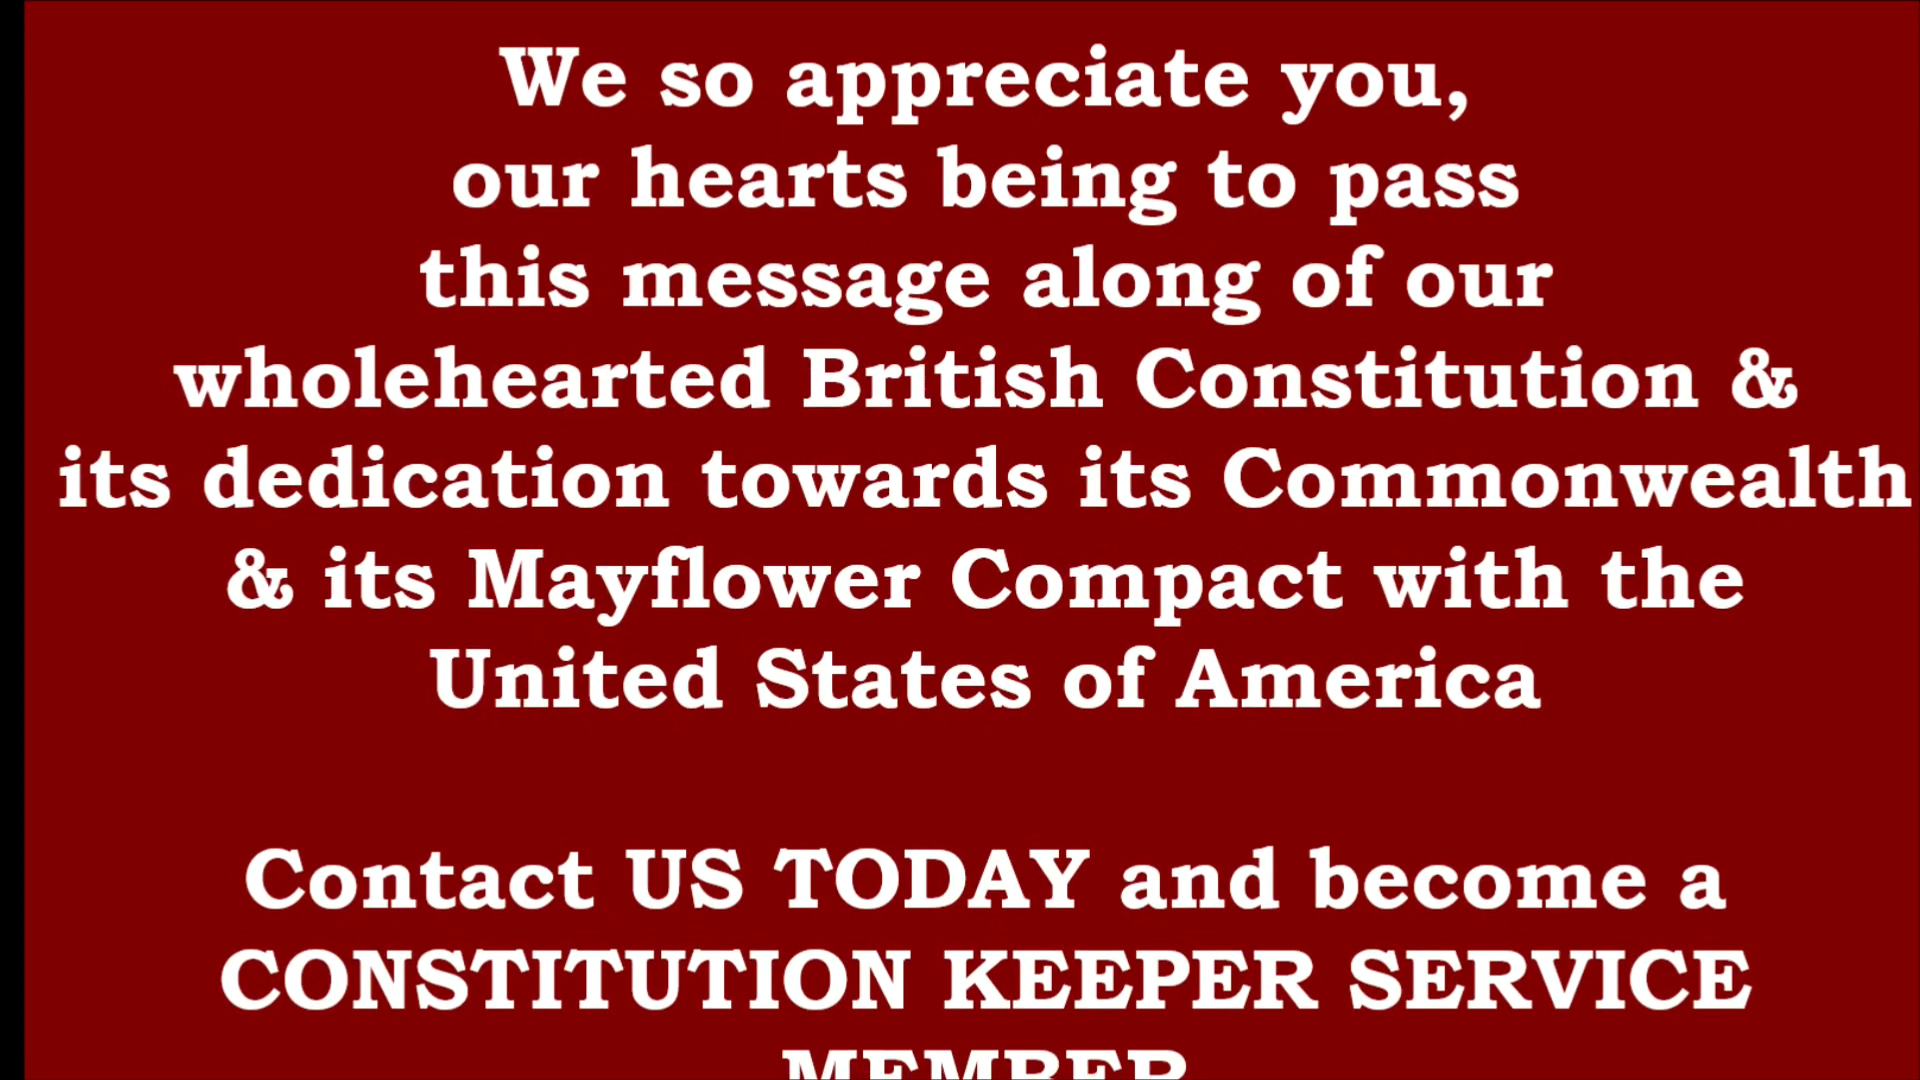 We so appreciate you,
our hearts being to pass
this message along of our
wholehearted British Constitution &
its dedication towards its Commonwealth
& its Mayflower Compact with the
United States of America
Contact US TODAY and become a
CONSTITUTION KEEPER SERVICE
MEMBER